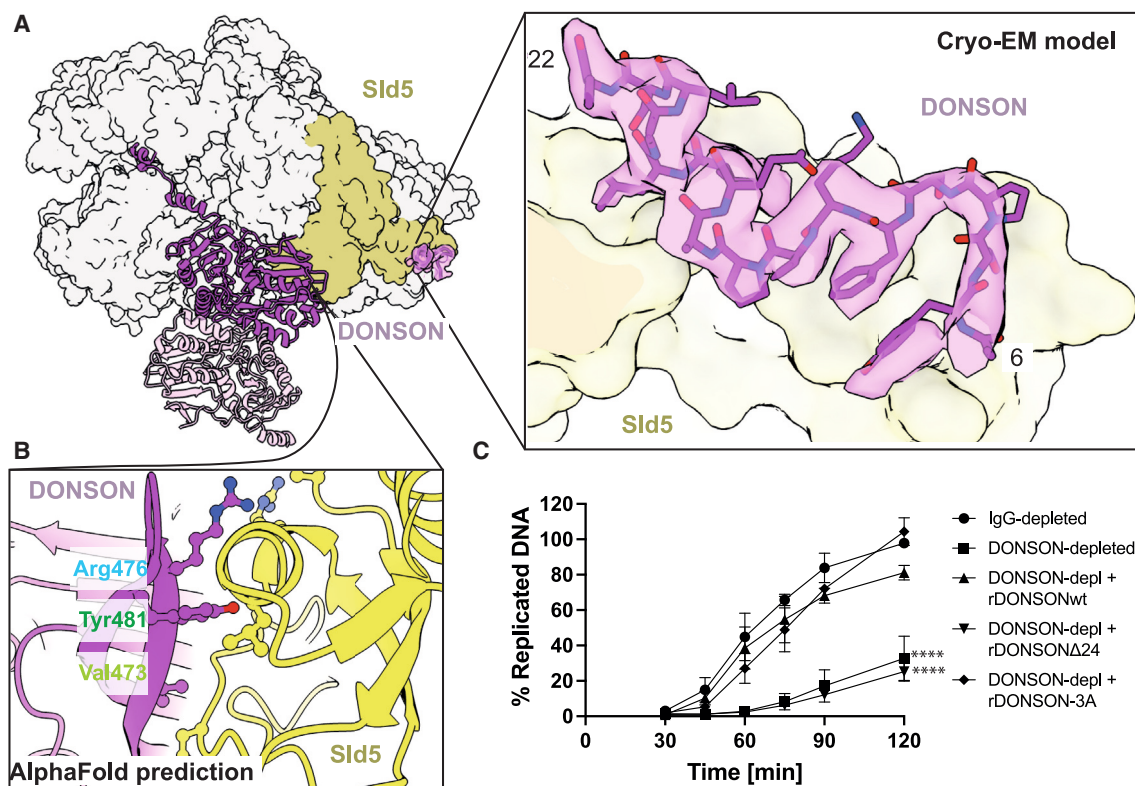 A
Sld5
DONSON
22
Cryo-EM model
DONSON
6
Sld5
B
DONSON
Arg476
Tyr481
Val473
Sld5
AlphaFold prediction
C
% Replicated DNA
120
100
80
60
40
20
0
0
30
60
90
120
Time [min]
****
****
IgG-depleted
DONSON-depleted
DONSON-depl +
rDONSONwt
DONSON-depl +
rDONSONΔ24
DONSON-depl +
rDONSON-3A